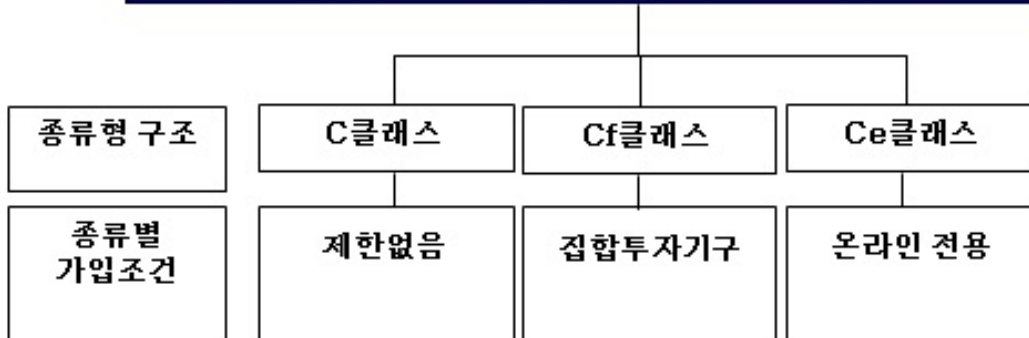 종류형 구조
C클래스
Cf클래스
Ce클래스
종류별
가입조건
제한없음
집합투자기구
온라인 전용